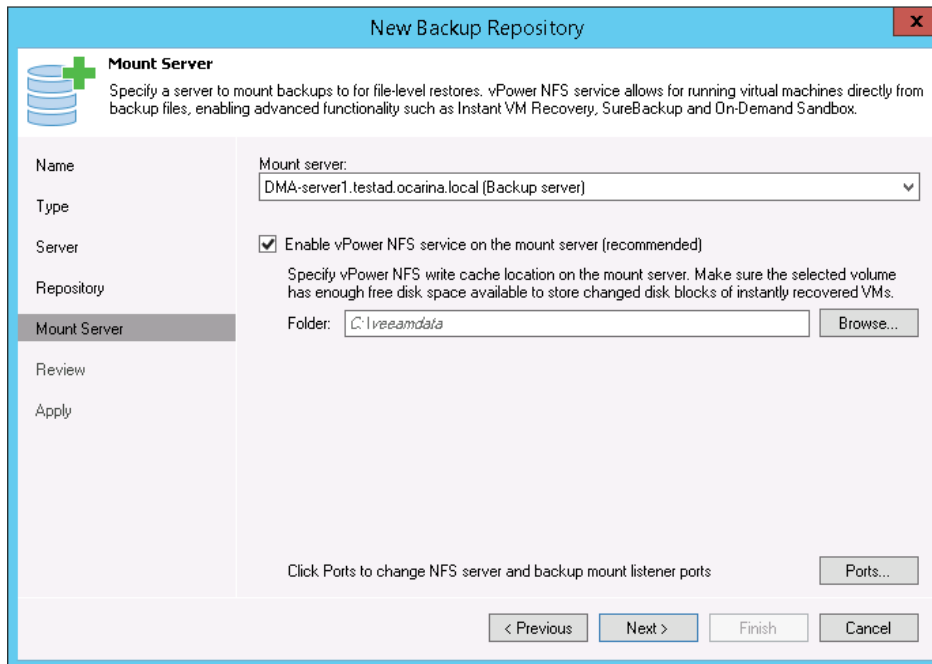 New Backup Repository
x
Mount Server
Specify a server to mount backups to for file-level restores. vPower NFS service allows for running virtual machines directly from
backup files, enabling advanced functionality such as Instant VM Recovery, SureBackup and On-Demand Sandbox.
Name
Type
Server
Repository
Mount Server
Review
Apply
Mount server:
DMA-server1.testad.ocarina.local (Backup server)
Enable vPower NFS service on the mount server (recommended)
Specify vPower NFS write cache location on the mount server. Make sure the selected volume
has enough free disk space available to store changed disk blocks of instantly recovered VMs.
Folder: C:\veeamdata Browse...
Click Ports to change NFS server and backup mount listener ports Ports...
< Previous Next > Finish Cancel